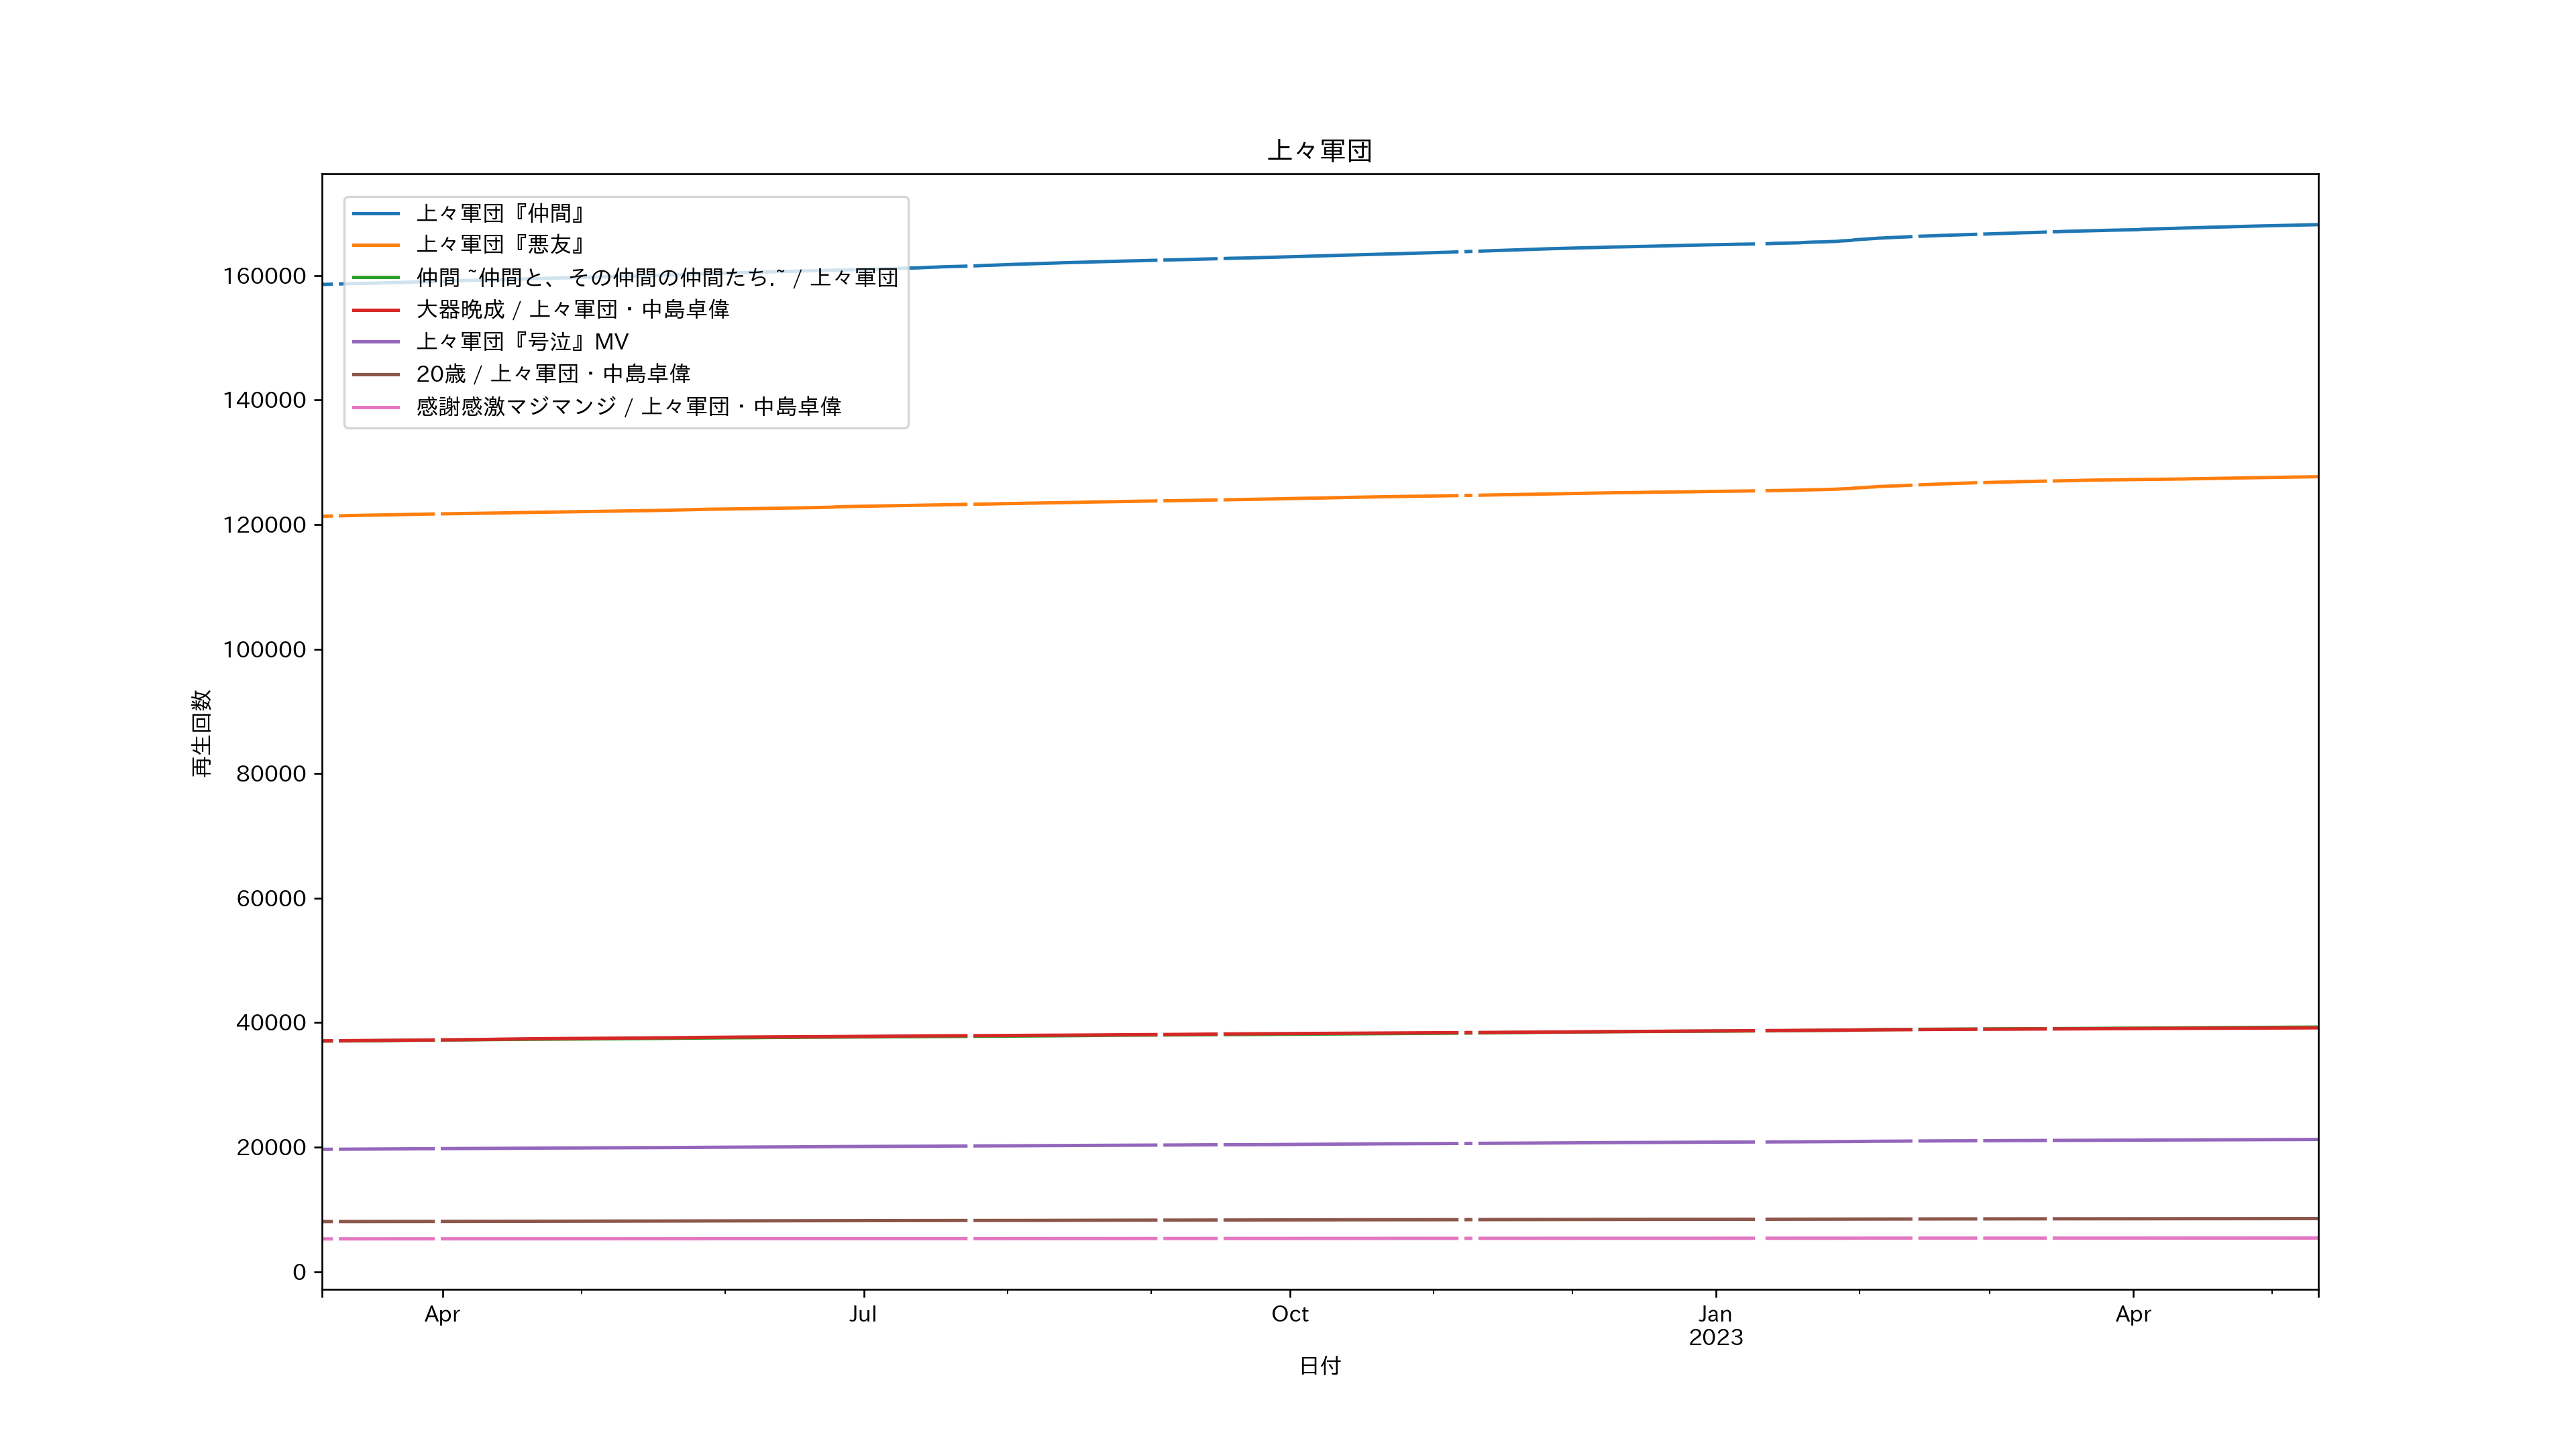 上々軍団
上々軍団『仲間』
上々軍団『悪友』
仲間 ~仲間と、その仲間の仲間たち.~ / 上々軍団
大器晩成 / 上々軍団・中島卓偉
上々軍団『号泣』MV
20歳 / 上々軍団・中島卓偉
感謝感激マジマンジ / 上々軍団・中島卓偉
160000
140000
120000
100000
80000
60000
40000
20000
0
再生回数
Apr
Jul
Oct
Jan
2023
Apr
日付